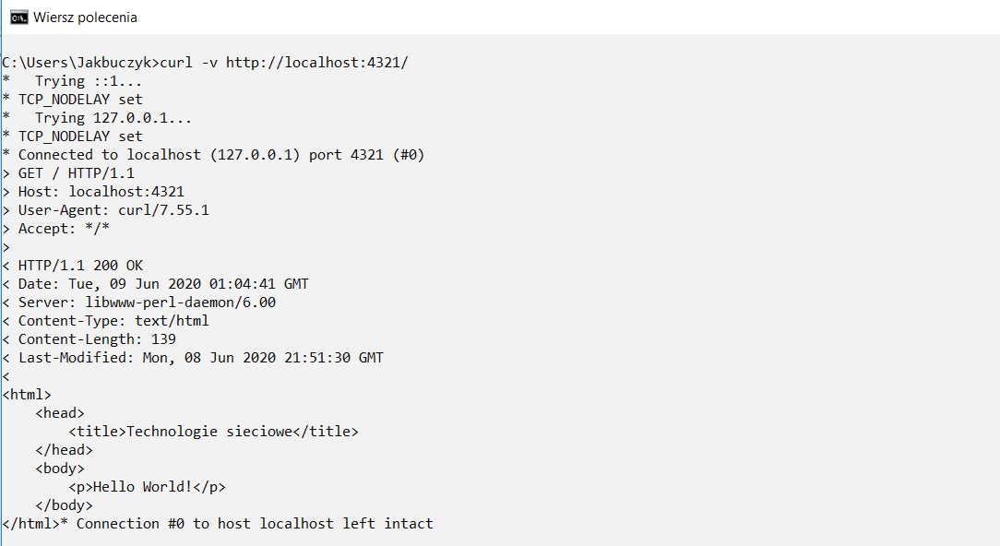 Wiersz polecenia
C:\Users\Jakbuczyk>curl -v http://localhost:4321/
*   Trying ::1...
* TCP_NODELAY set
*   Trying 127.0.0.1...
* TCP_NODELAY set
* Connected to localhost (127.0.0.1) port 4321 (#0)
> GET / HTTP/1.1
> Host: localhost:4321
> User-Agent: curl/7.55.1
> Accept: */*
>
< HTTP/1.1 200 OK
< Date: Tue, 09 Jun 2020 01:04:41 GMT
< Server: libwww-perl-daemon/6.00
< Content-Type: text/html
< Content-Length: 139
< Last-Modified: Mon, 08 Jun 2020 21:51:30 GMT
<
<html>
    <head>
        <title>Technologie sieciowe</title>
    </head>
    <body>
        <p>Hello World!</p>
    </body>
</html>* Connection #0 to host localhost left intact